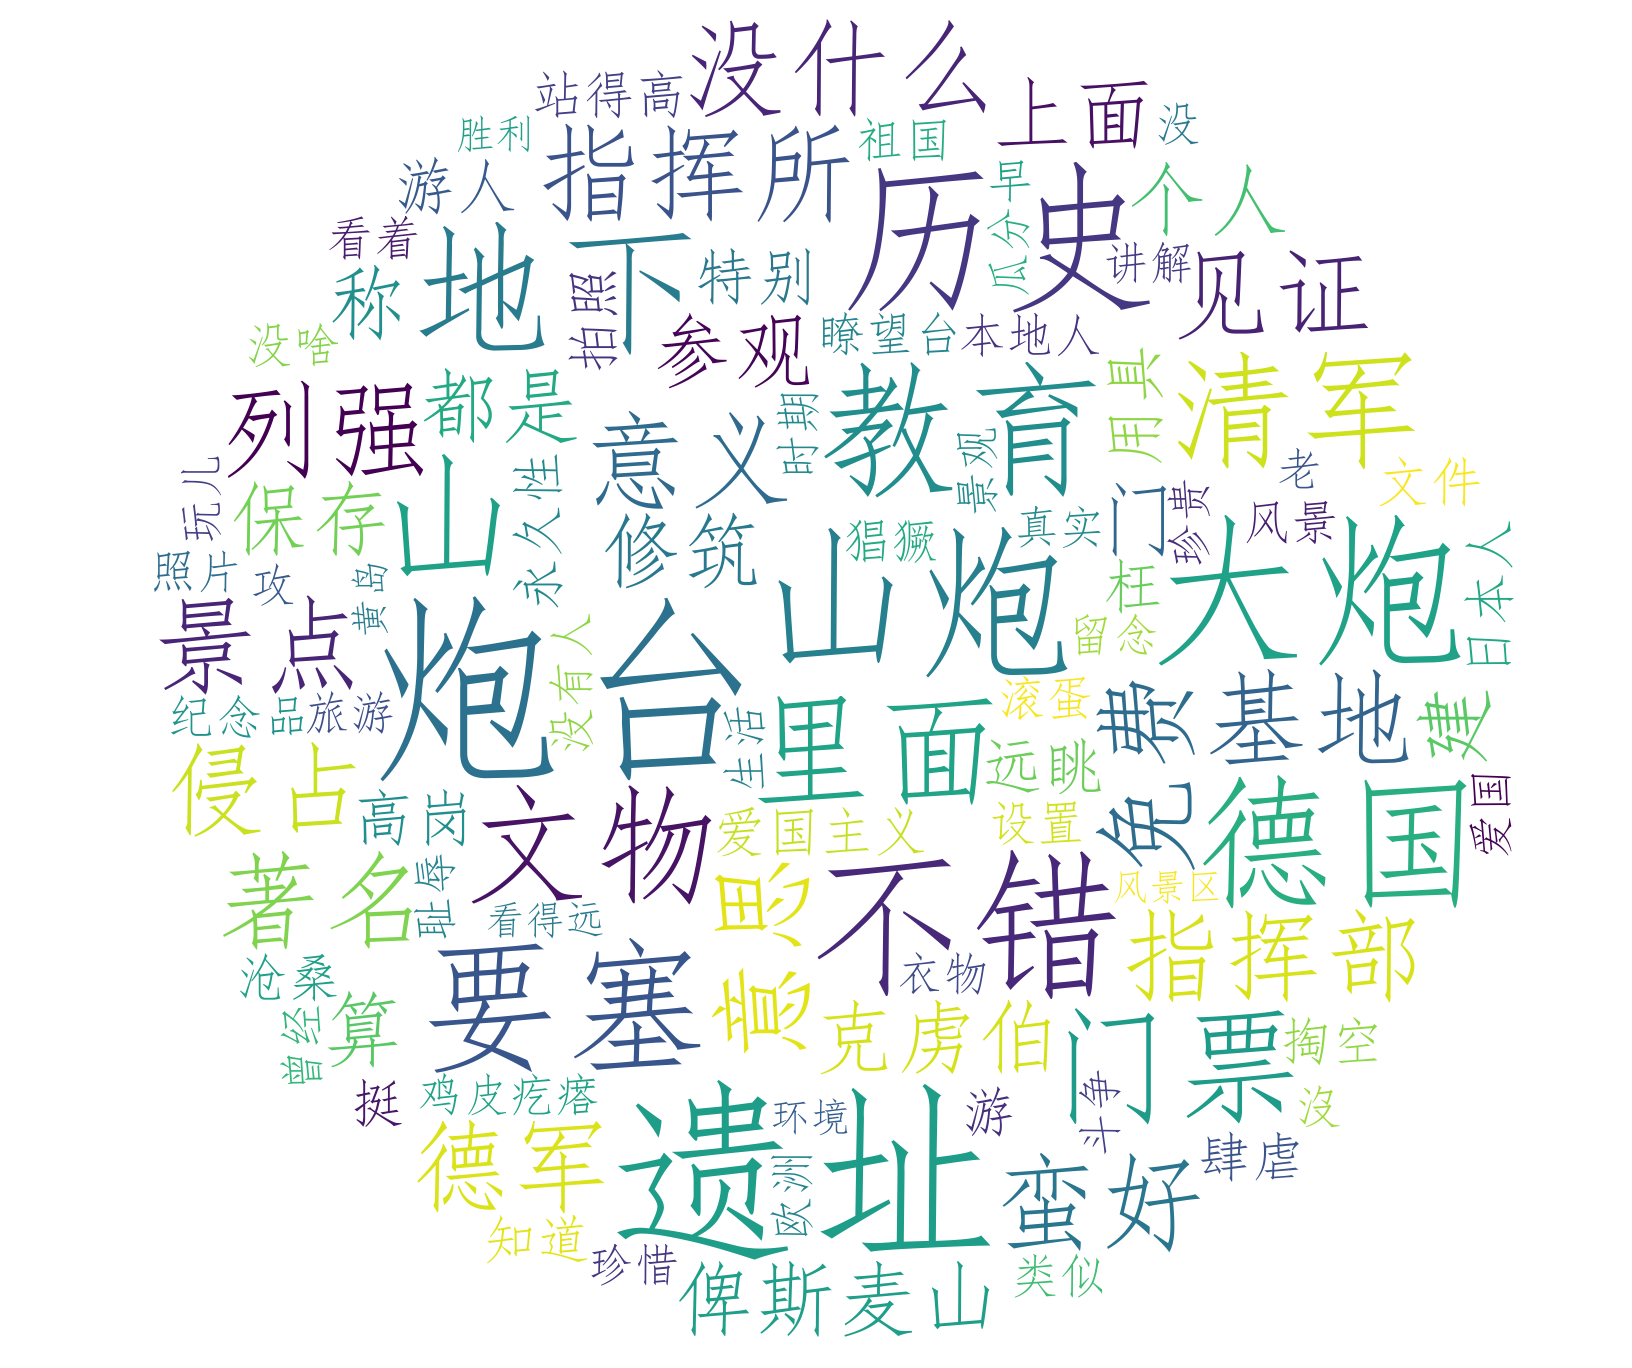 没什么
站得高
上面
没
胜利
指挥所
祖国
游人
历史
早
个人
看着
地下
特别
瓜分
讲解
见证
称
拍照
没啥
参观
瞭望台
本地人
列强
都是
意义
时期
教育
景观
用具
清军
玩儿
保存
山
永久性
修筑
猖獗
真实
门
珍贵
老
风景
文件
照片
攻
黄岛
山炮
枉
大炮
日本人
景点
炮台
没有人
留念
纪念品
旅游
生活
里面
滚蛋
免费
基地
建
侵占
高岗
文物
远眺
爱国主义
设置
德国
爱国
著名
耻辱
看得远
意思
不错
风景区
沧桑
要塞
衣物
指挥部
曾经
算
克虏伯
门票
掏空
挺
鸡皮疙瘩
环境
游
斗争
沒
德军
遗址
欧洲
蛮好
肆虐
知道
珍惜
俾斯麦山
类似